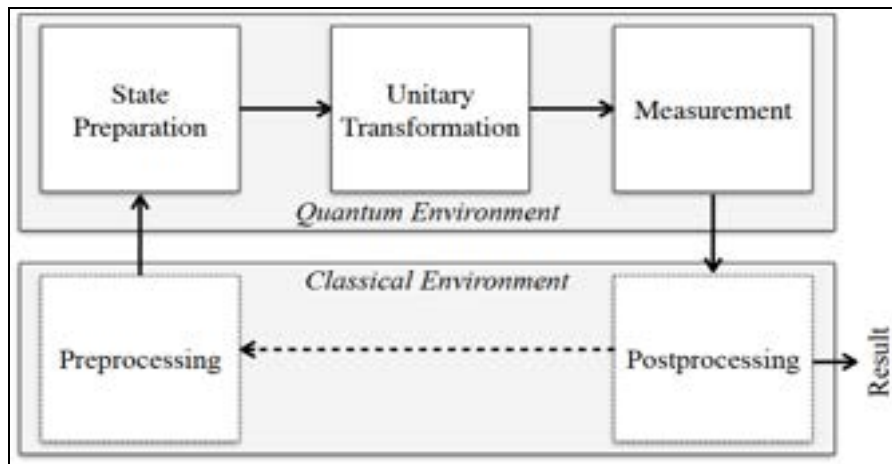 State
Preparation
Unitary
Transformation
Measurement
Quantum Environment
Classical Environment
Preprocessing
Postprocessing
Result